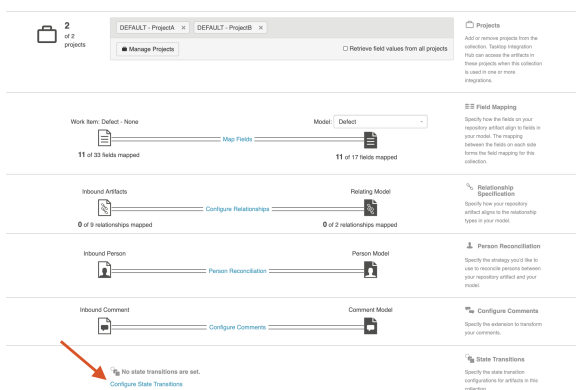 2
of 2
projects
DEFAULT - ProjectA ×
DEFAULT - ProjectB ×
Manage Projects
Retrieve field values from all projects
Projects
Add or remove projects from the
collection. Tasktop Integration
Hub can access the artifacts in
these projects when this collection
is used in one or more
integrations.
Work Item: Defect - None
Model: Defect
Map Fields
11 of 33 fields mapped
11 of 17 fields mapped
Field Mapping
Specify how the fields on your
repository artifact align to fields in
your model. The mapping
between the fields on each side
forms the field mapping for this
collection.
Inbound Artifacts
Relating Model
Configure Relationships
0 of 9 relationships mapped
0 of 2 relationships mapped
Relationship
Specification
Specify how your repository
artifact aligns to the relationship
types in your model.
Inbound Person
Person Model
Person Reconciliation
Person Reconciliation
Specify the strategy you'd like to
use to reconcile persons between
your repository artifact and your
model.
Inbound Comment
Comment Model
Configure Comments
Configure Comments
Specify the extension to transform
your comments.
No state transitions are set.
Configure State Transitions
State Transitions
Specify the state transition
configurations for artifacts in this
collection.